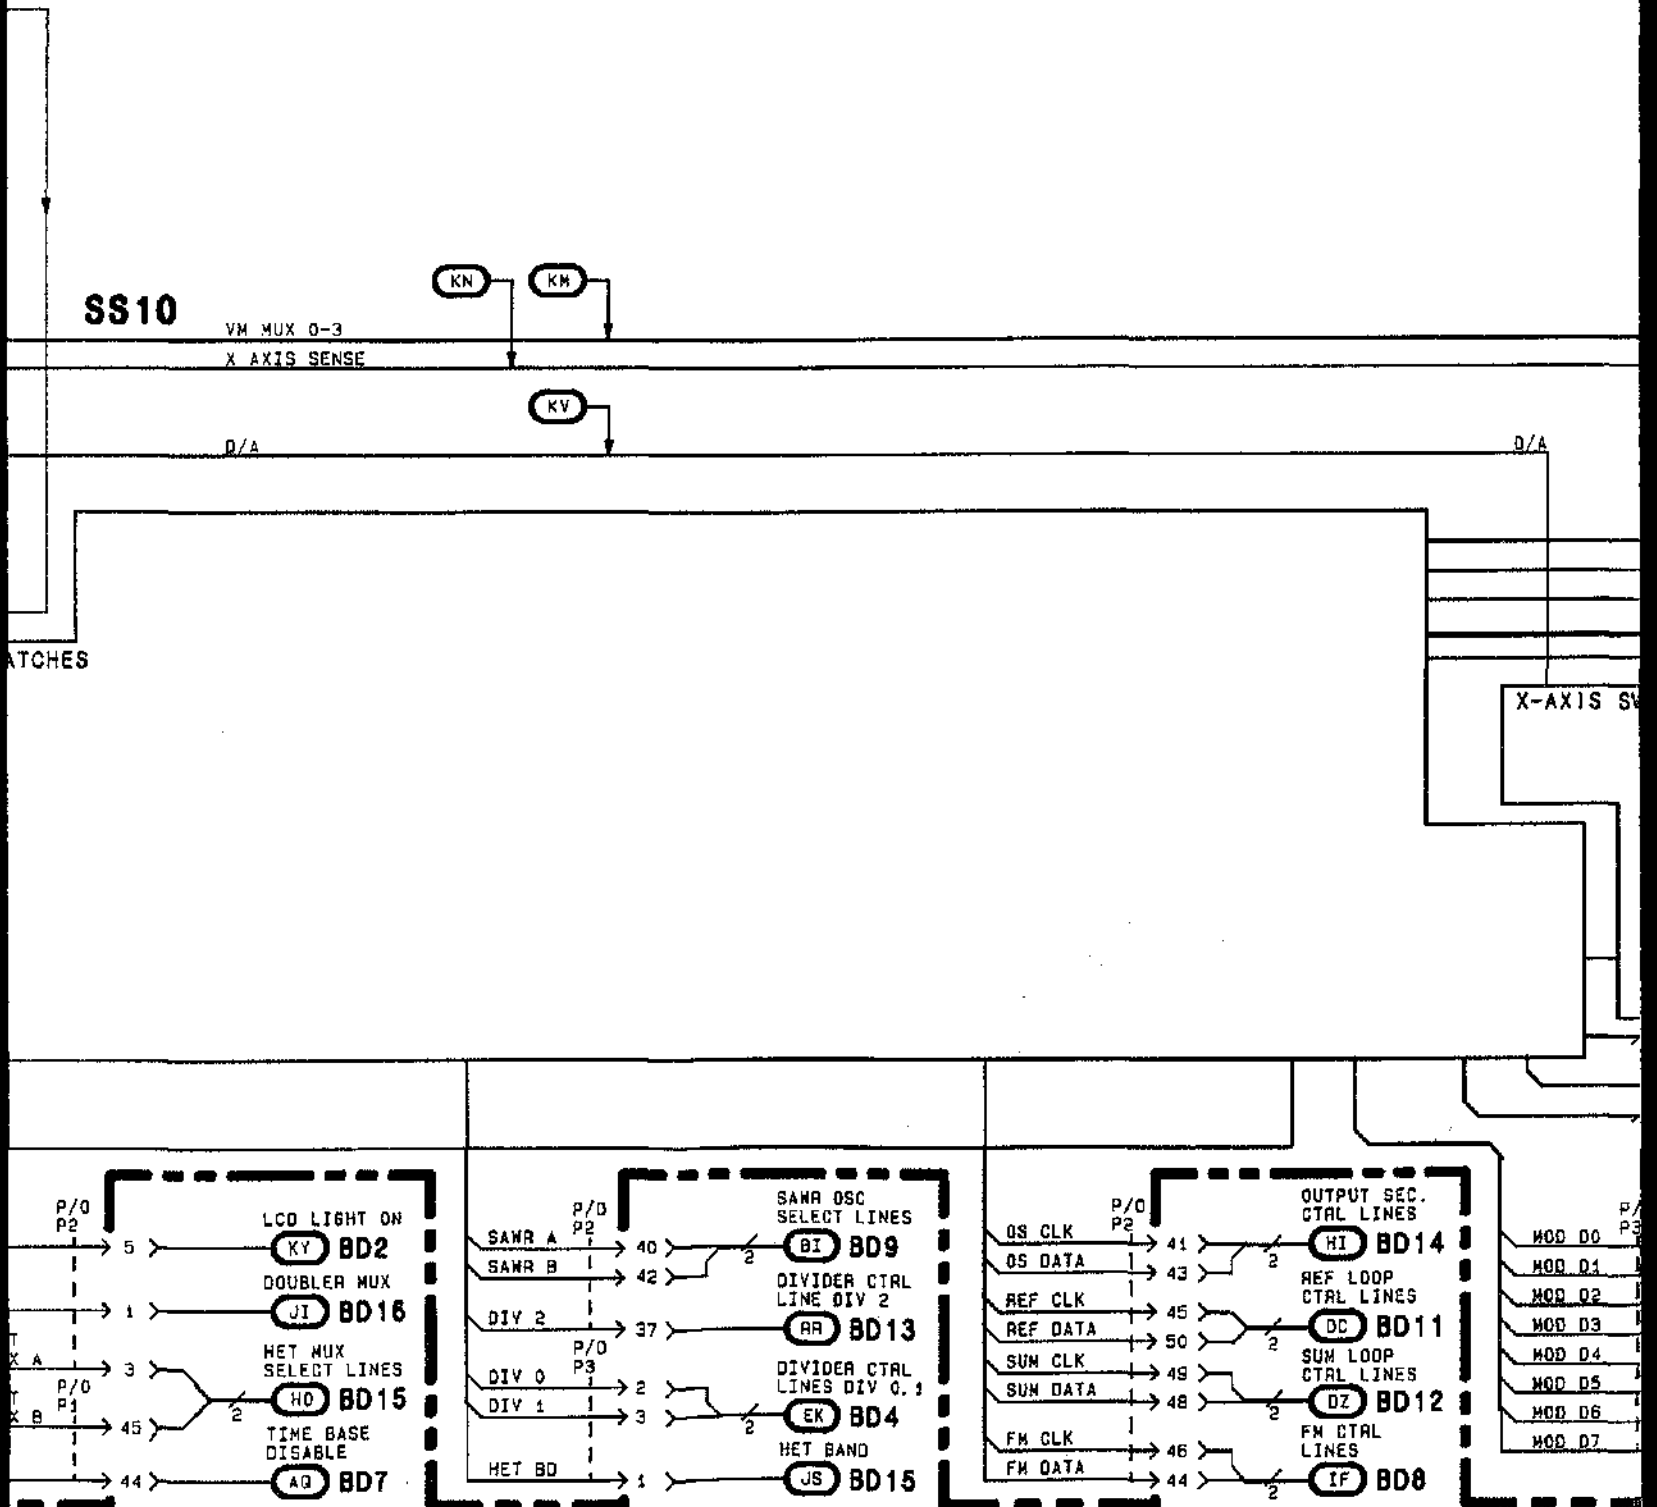 KN
KM
SS10
VM MUX 0-3
X AXIS SENSE
KV
D/A
D/A
ATCHES
X-AXIS SW
P/O
P2
5
LCD LIGHT ON
KY
BD2
1
DOUBLER MUX
JI
BD16
T
X A
3
HET MUX
SELECT LINES
P/O
P1
HO
BD15
2
T
X B
45
TIME BASE
DISABLE
44
AQ
BD7
SAWR OSC
SELECT LINES
P/O
P2
SAWR A
40
BI
BD9
SAWR B
42
2
DIVIDER CTRL
LINE DIV 2
DIV 2
37
AR
BD13
P/O
P3
DIVIDER CTRL
LINES DIV 0,1
DIV 0
2
DIV 1
3
EK
BD4
2
HET BAND
HET BD
1
JS
BD15
OUTPUT SEC.
CTRL LINES
P/O
P2
OS CLK
41
HI
BD14
OS DATA
43
2
REF LOOP
CTRL LINES
REF CLK
45
DC
BD11
REF DATA
50
2
SUM LOOP
CTRL LINES
SUM CLK
49
SUM DATA
48
DZ
BD12
2
FM CTRL
LINES
FM CLK
46
FM DATA
44
IF
BD8
2
P/
P3
MOD D0
MOD D1
MOD D2
MOD D3
MOD D4
MOD D5
MOD D6
MOD D7